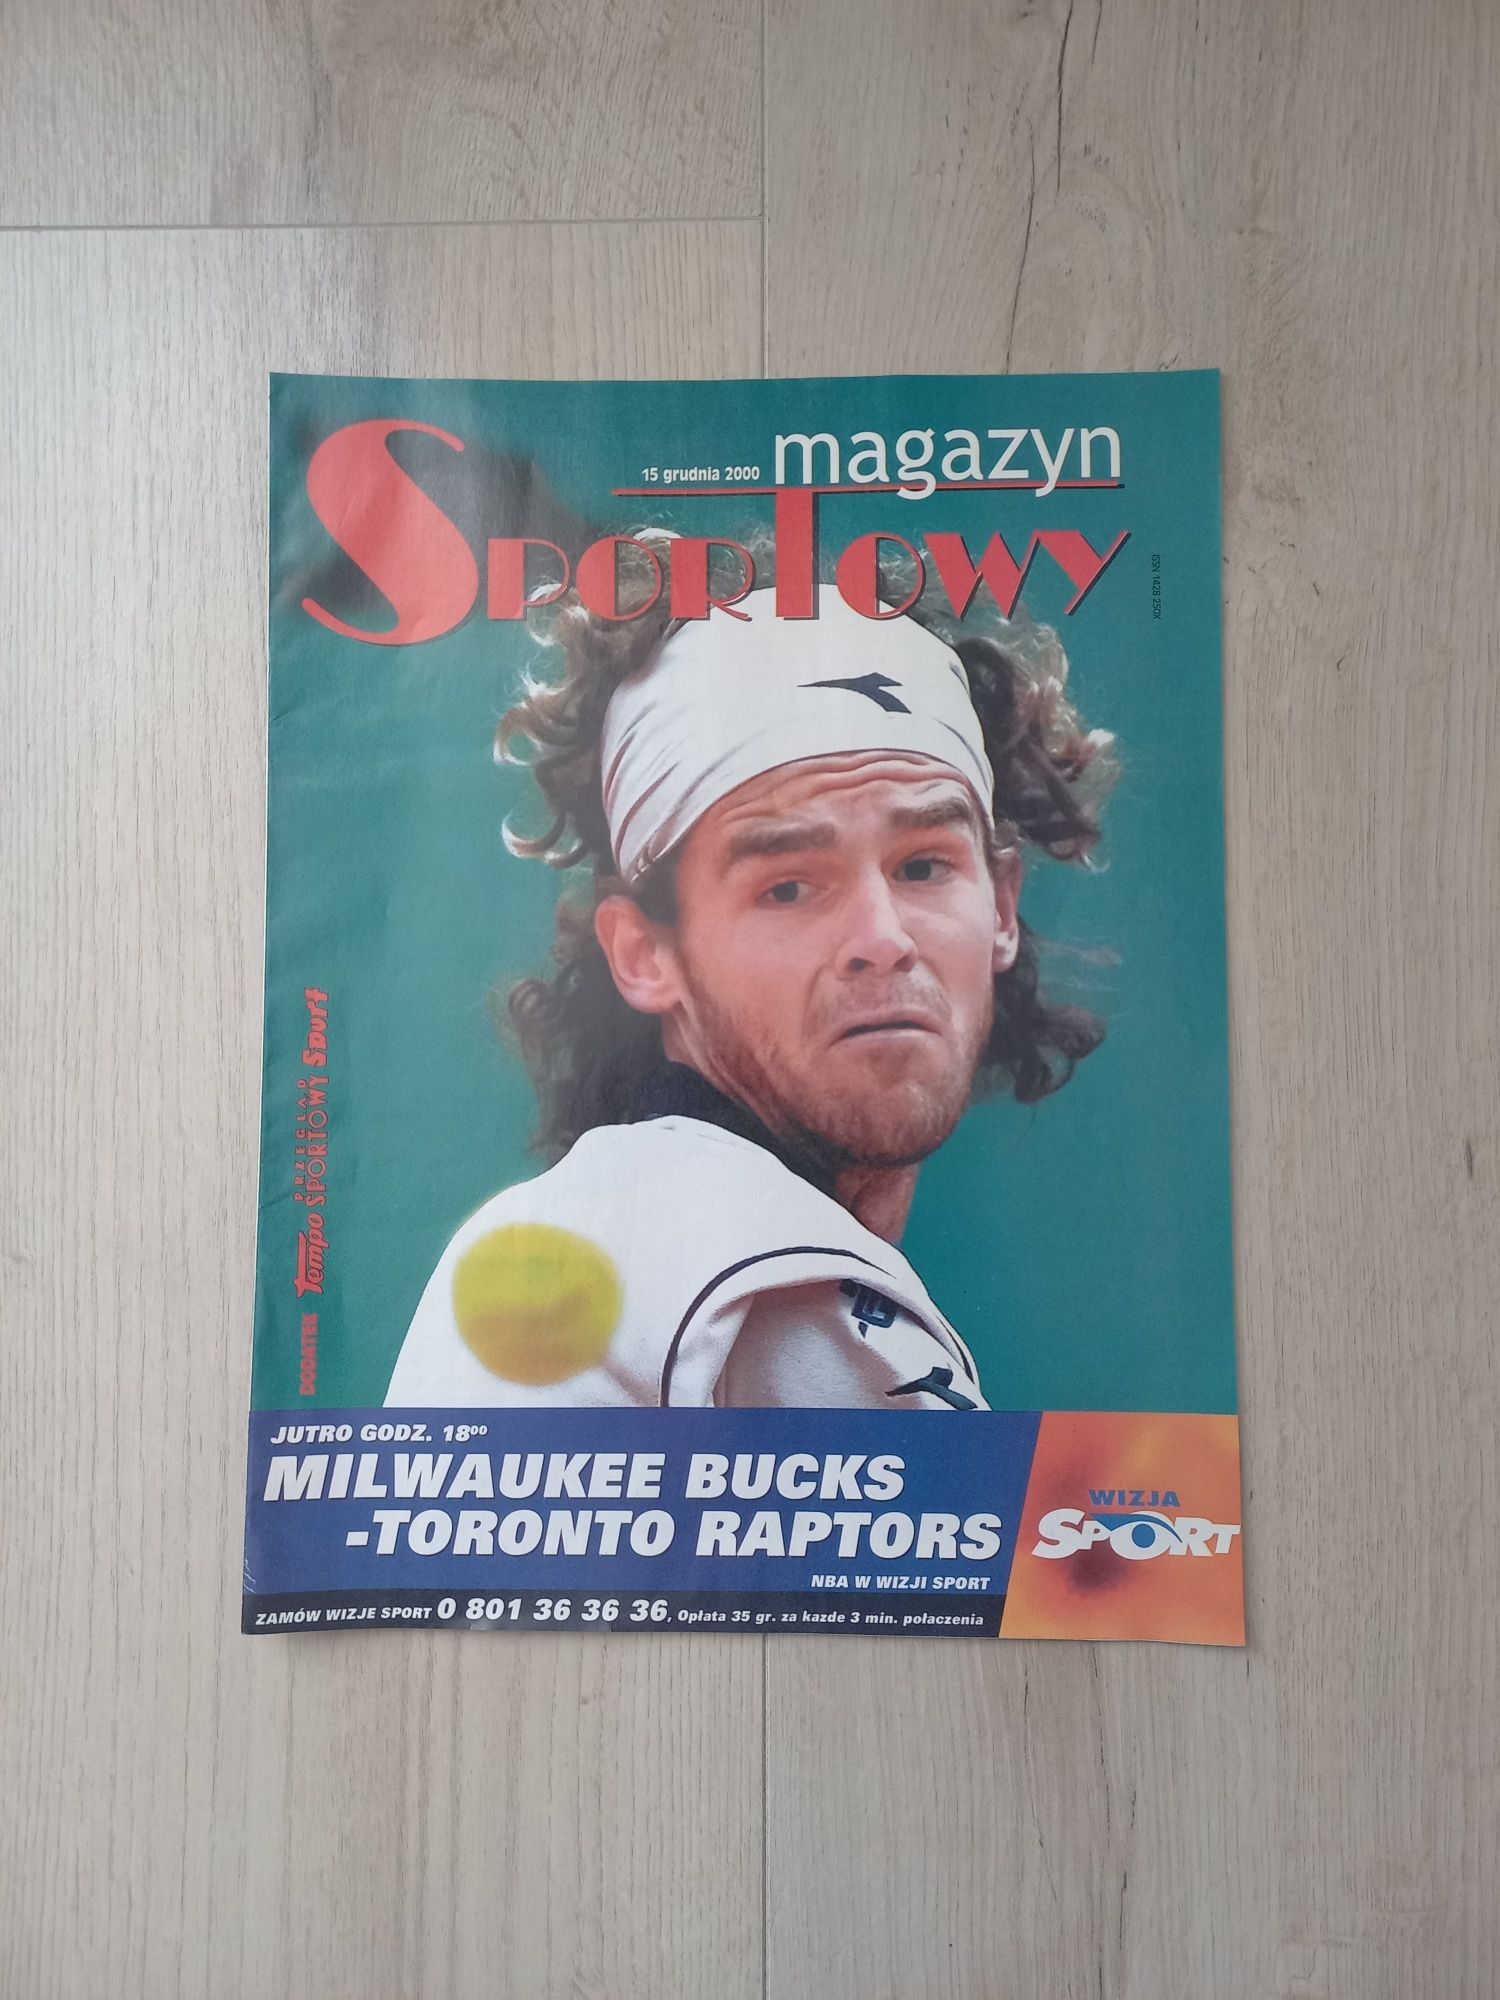 magazyn
15 grudnia 2000
SPORTOWY
ISSN 1428 250X
DODATEK Tempo PRZEGLĄD SPORTOWY Sport
JUTRO GODZ. 18⁰⁰
MILWAUKEE BUCKS
-TORONTO RAPTORS
NBA W WIZJI SPORT
WIZJA
SPORT
ZAMÓW WIZJE SPORT 0 801 36 36 36, Opłata 35 gr. za kazde 3 min. połaczenia